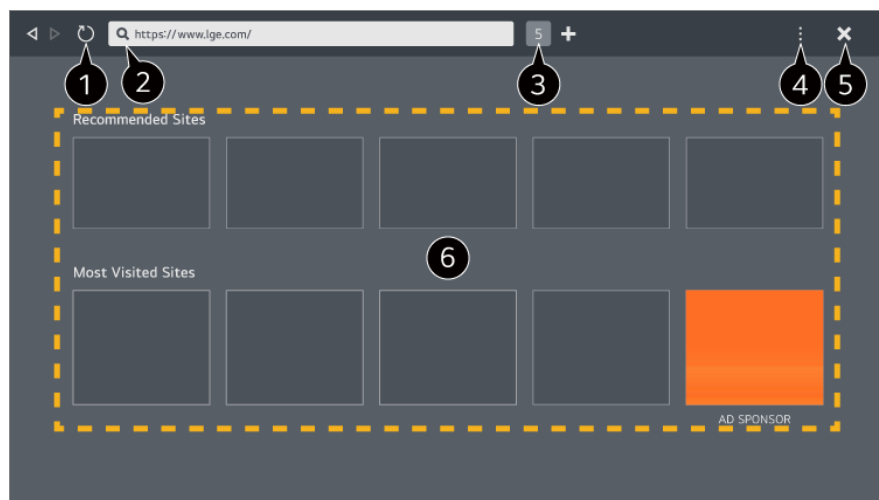 https://www.lge.com/ 5
1 2 3 4 5
Recommended Sites
6
Most Visited Sites
AD SPONSOR